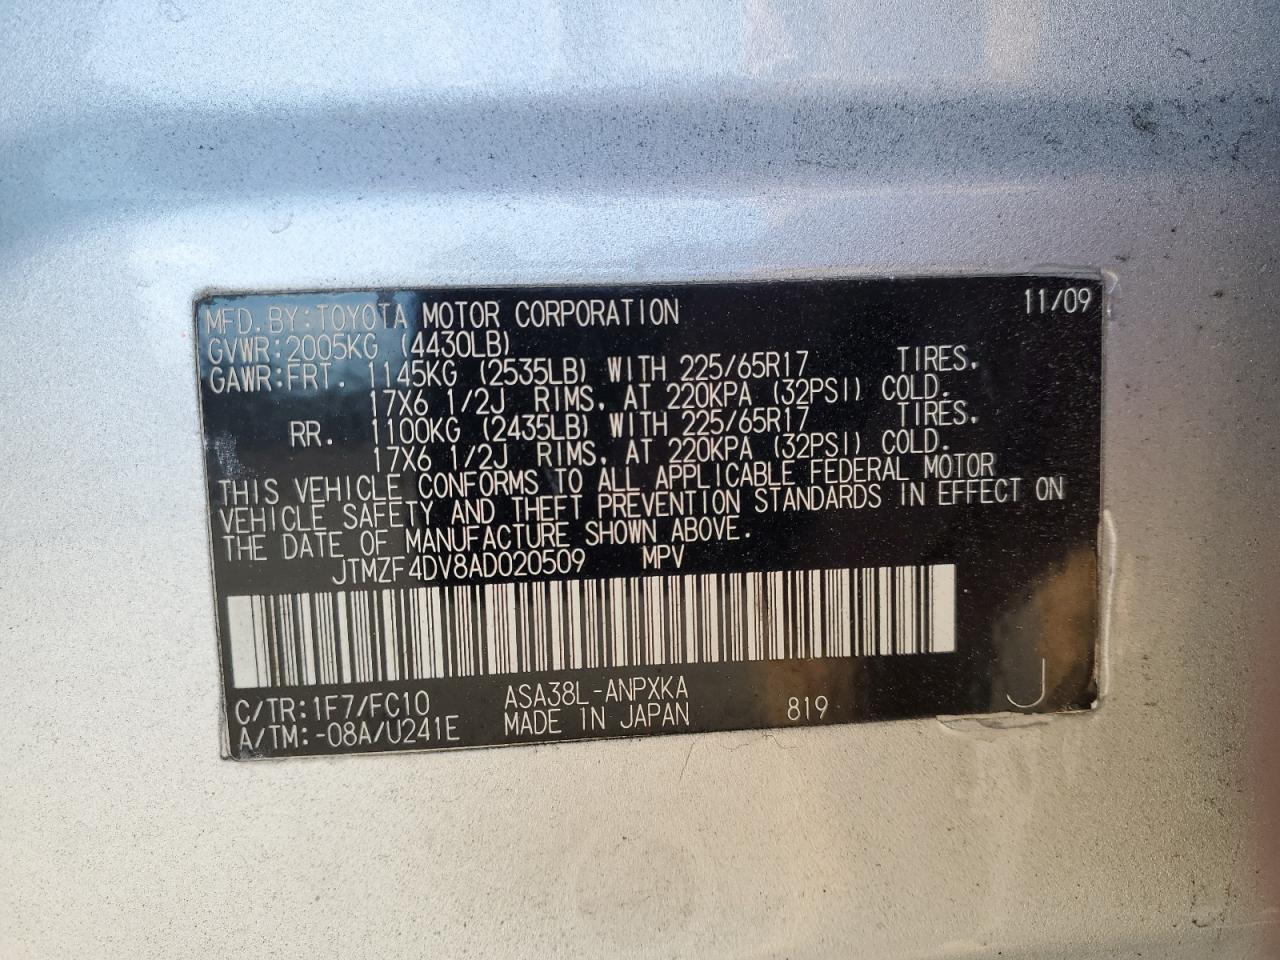 MFD. BY: TOYOTA MOTOR CORPORATION 11/09
GVWR: 2005KG (4430LB)
GAWR: FRT. 1145KG (2535LB) WITH 225/65R17 TIRES,
17X6 1/2J RIMS, AT 220KPA (32PSI) COLD.
RR. 1100KG (2435LB) WITH 225/65R17 TIRES,
17X6 1/2J RIMS, AT 220KPA (32PSI) COLD.
THIS VEHICLE CONFORMS TO ALL APPLICABLE FEDERAL MOTOR
VEHICLE SAFETY AND THEFT PREVENTION STANDARDS IN EFFECT ON
THE DATE OF MANUFACTURE SHOWN ABOVE.
JTMZF4DV8AD020509 MPV
C/TR: 1F7/FC10 ASA38L-ANPXKA
A/TM: -08A/U241E MADE IN JAPAN 819 J